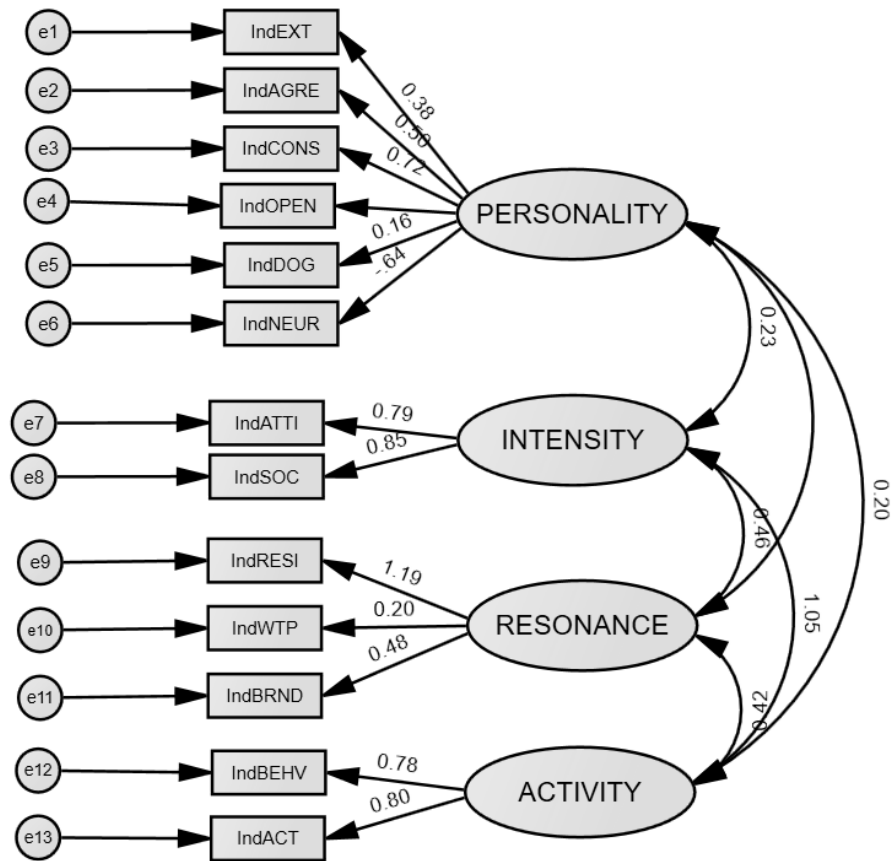 e1
IndEXT
0.38
e2
IndAGRE
0.50
e3
IndCONS
0.72
e4
IndOPEN
PERSONALITY
e5
IndDOG
0.16
e6
IndNEUR
-.64
0.23
e7
IndATTI
0.79
INTENSITY
e8
IndSOC
0.85
0.20
0.46
e9
IndRESI
1.19
1.05
e10
IndWTP
0.20
RESONANCE
e11
IndBRND
0.48
0.42
e12
IndBEHV
0.78
ACTIVITY
e13
IndACT
0.80